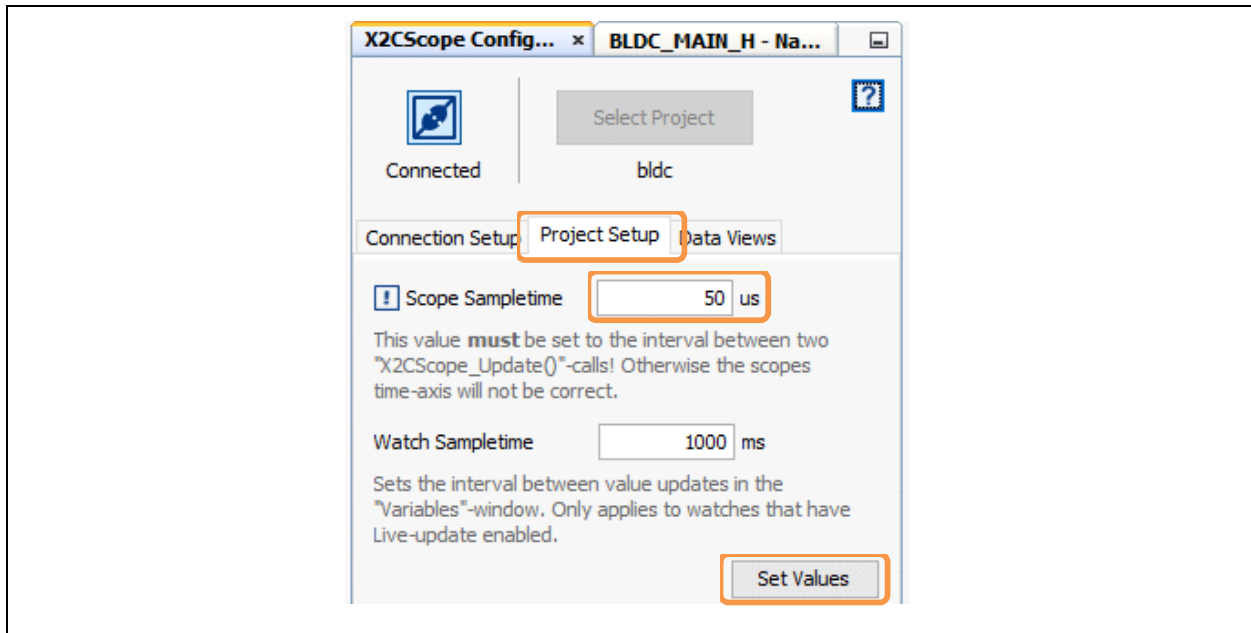 X2CScope Config... × BLDC_MAIN_H - Na...
?
Select Project
Connected bldc
Connection Setup Project Setup Data Views
! Scope Sampletime 50 us
This value must be set to the interval between two
"X2CScope_Update()"-calls! Otherwise the scopes
time-axis will not be correct.
Watch Sampletime 1000 ms
Sets the interval between value updates in the
"Variables"-window. Only applies to watches that have
Live-update enabled.
Set Values